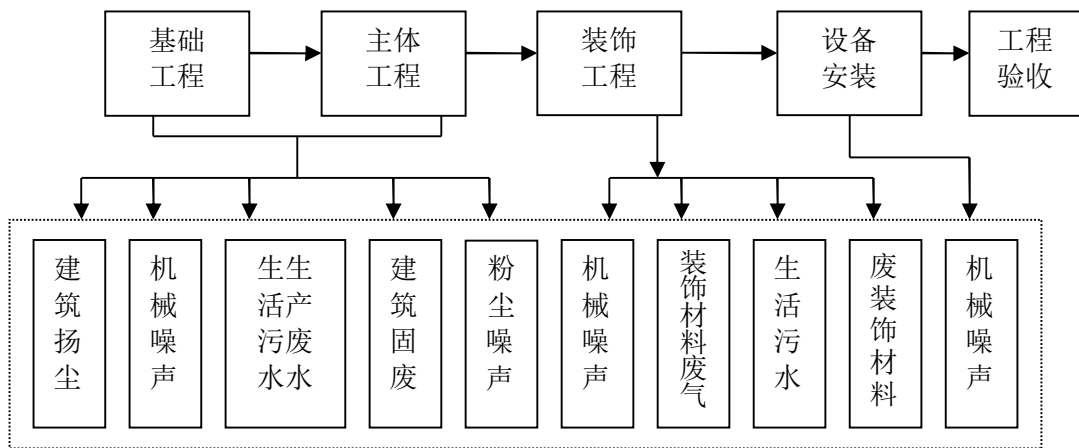 基础
工程
主体
工程
装饰
工程
设备
安装
工程
验收
建筑扬尘
机械噪声
生活污水
生产废水
建筑固废
粉尘噪声
机械噪声
装饰材料废气
生活污水
废装饰材料
机械噪声